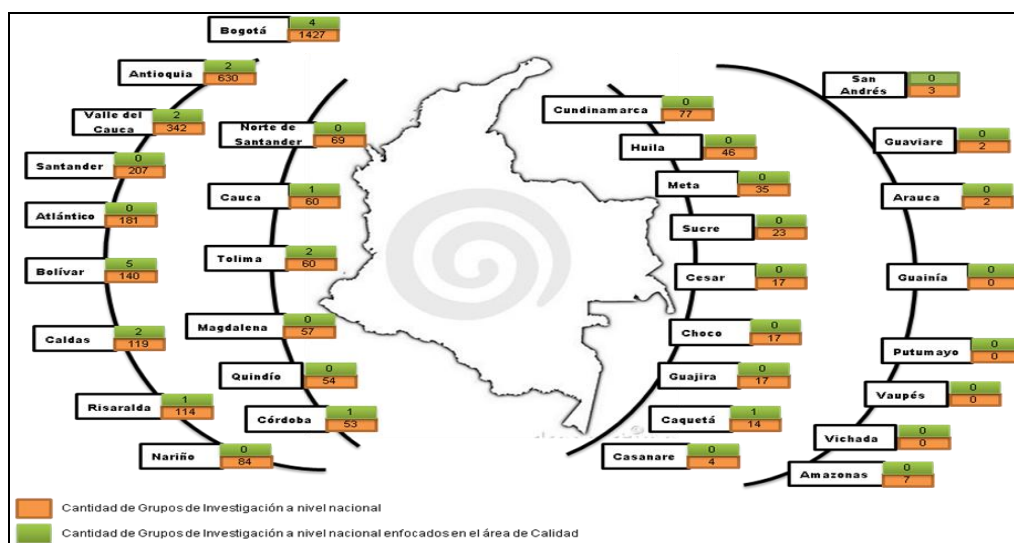 4
Bogotá
1427
2
Antioquia
630
2
Valle del
Cauca
342
0
Santander
207
0
Atlántico
181
5
Bolívar
140
2
Caldas
119
1
Risaralda
114
0
Nariño
84
0
Norte de
Santander
69
1
Cauca
60
2
Tolima
60
0
Magdalena
57
0
Quindío
54
1
Córdoba
53
0
Cundinamarca
77
0
Huila
46
0
Meta
35
0
Sucre
23
0
Cesar
17
0
Choco
17
0
Guajira
17
1
Caquetá
14
0
Casanare
4
0
San
Andrés
3
0
Guaviare
2
0
Arauca
2
0
Guainía
0
0
Putumayo
0
0
Vaupés
0
0
Vichada
0
0
Amazonas
7
Cantidad de Grupos de Investigación a nivel nacional
Cantidad de Grupos de Investigación a nivel nacional enfocados en el área de Calidad